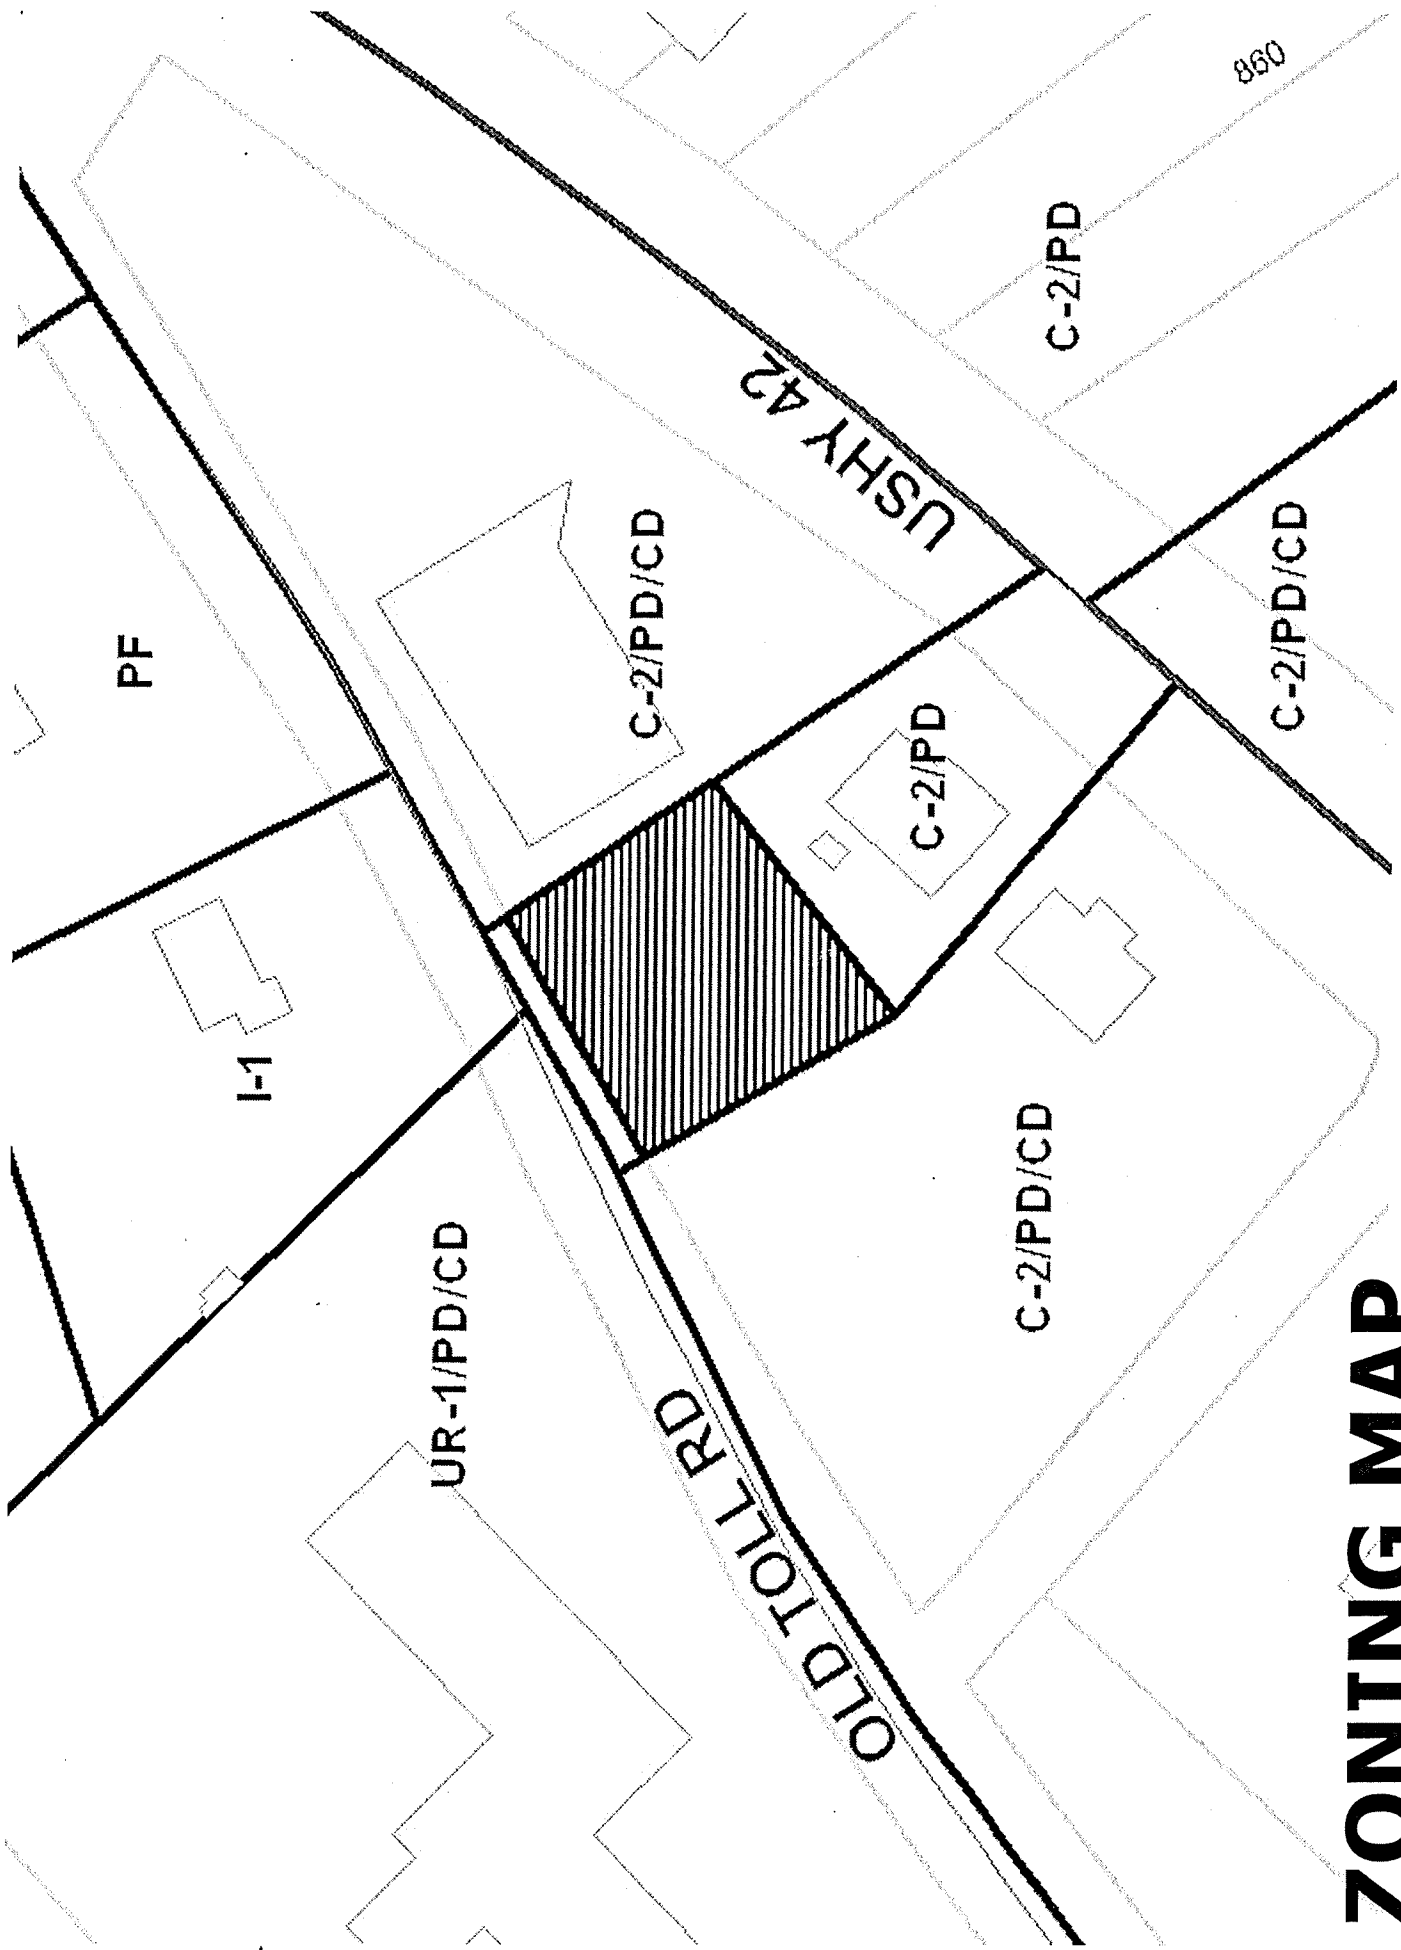 860
C-2/PD
PF
USHY 42
C-2/PD/CD
C-2/PD/CD
C-2/PD
I-1
C-2/PD/CD
UR-1/PD/CD
OLD TOLL RD
ZONING MAP